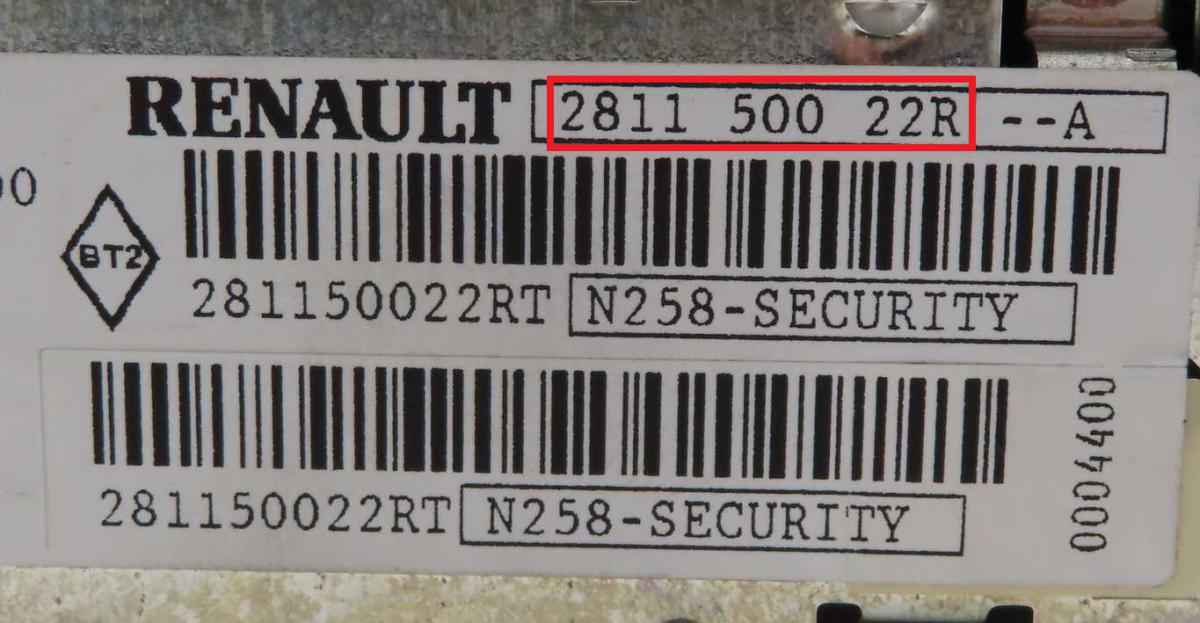 RENAULT 2811 500 22R --A
BT2
281150022RT N258-SECURITY
281150022RT N258-SECURITY
0004400